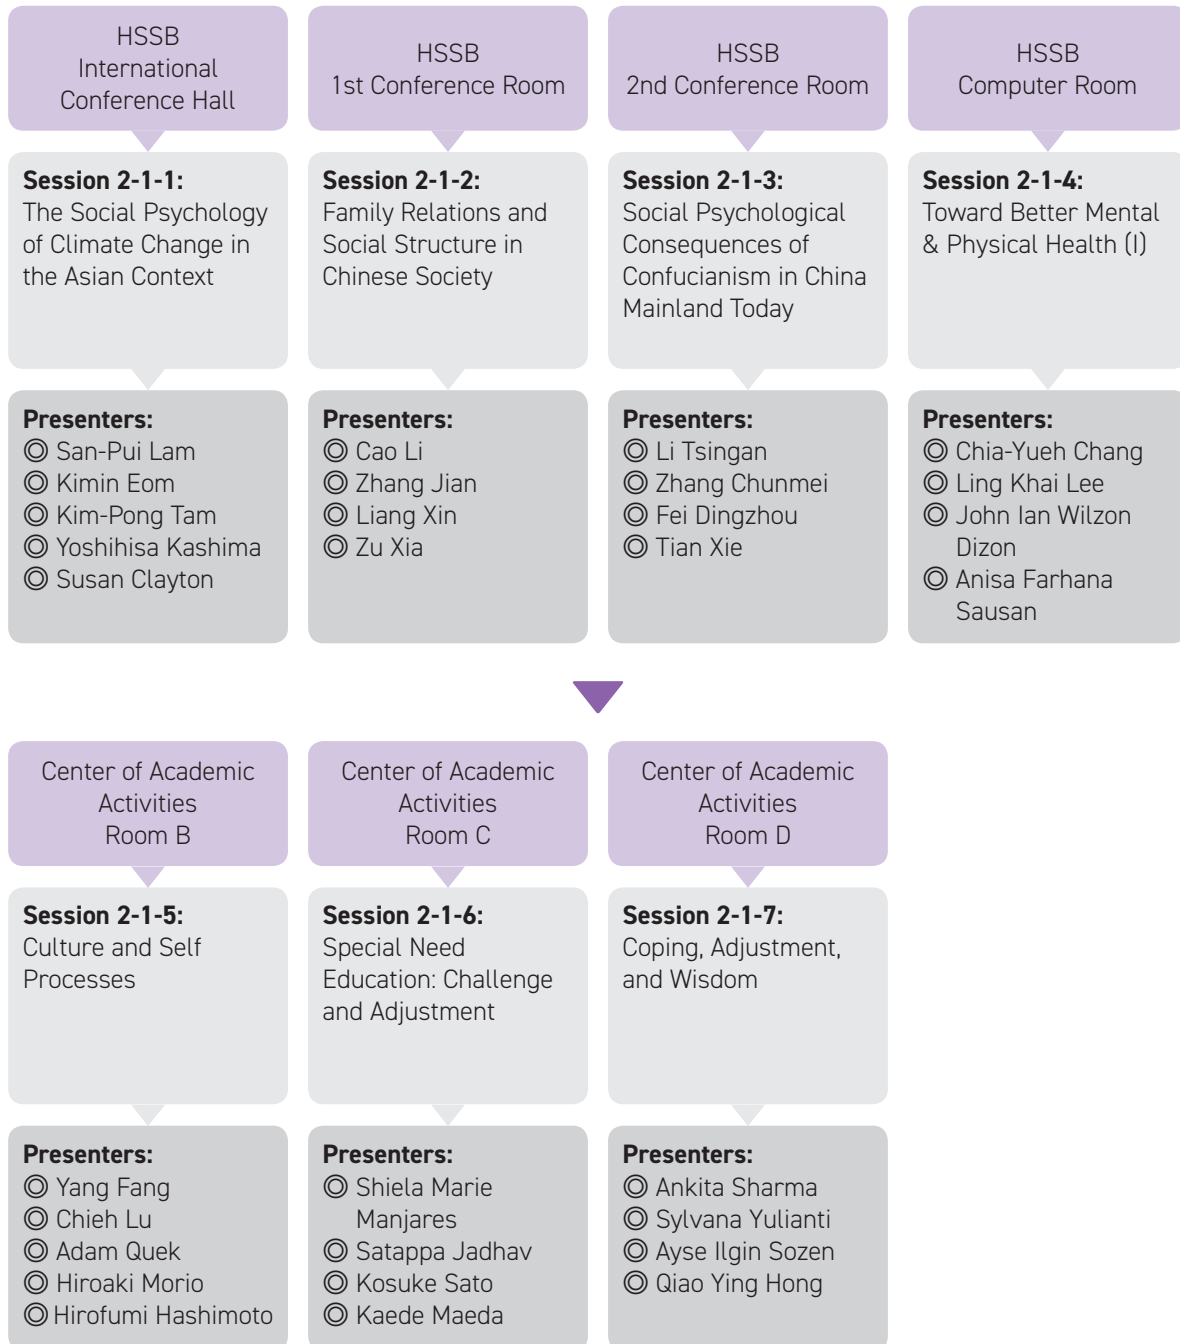 HSSB
International
Conference Hall
Session 2-1-1:
The Social Psychology
of Climate Change in
the Asian Context
Presenters:
◎ San-Pui Lam
◎ Kimin Eom
◎ Kim-Pong Tam
◎ Yoshihisa Kashima
◎ Susan Clayton
HSSB
1st Conference Room
Session 2-1-2:
Family Relations and
Social Structure in
Chinese Society
Presenters:
◎ Cao Li
◎ Zhang Jian
◎ Liang Xin
◎ Zu Xia
HSSB
2nd Conference Room
Session 2-1-3:
Social Psychological
Consequences of
Confucianism in China
Mainland Today
Presenters:
◎ Li Tsingan
◎ Zhang Chunmei
◎ Fei Dingzhou
◎ Tian Xie
HSSB
Computer Room
Session 2-1-4:
Toward Better Mental
& Physical Health (I)
Presenters:
◎ Chia-Yueh Chang
◎ Ling Khai Lee
◎ John Ian Wilzon
Dizon
◎ Anisa Farhana
Sausan
Center of Academic
Activities
Room B
Session 2-1-5:
Culture and Self
Processes
Presenters:
◎ Yang Fang
◎ Chieh Lu
◎ Adam Quek
◎ Hiroaki Morio
◎ Hirofumi Hashimoto
Center of Academic
Activities
Room C
Session 2-1-6:
Special Need
Education: Challenge
and Adjustment
Presenters:
◎ Shiela Marie
Manjares
◎ Satappa Jadhav
◎ Kosuke Sato
◎ Kaede Maeda
Center of Academic
Activities
Room D
Session 2-1-7:
Coping, Adjustment,
and Wisdom
Presenters:
◎ Ankita Sharma
◎ Sylvana Yulianti
◎ Ayse Ilgin Sozen
◎ Qiao Ying Hong